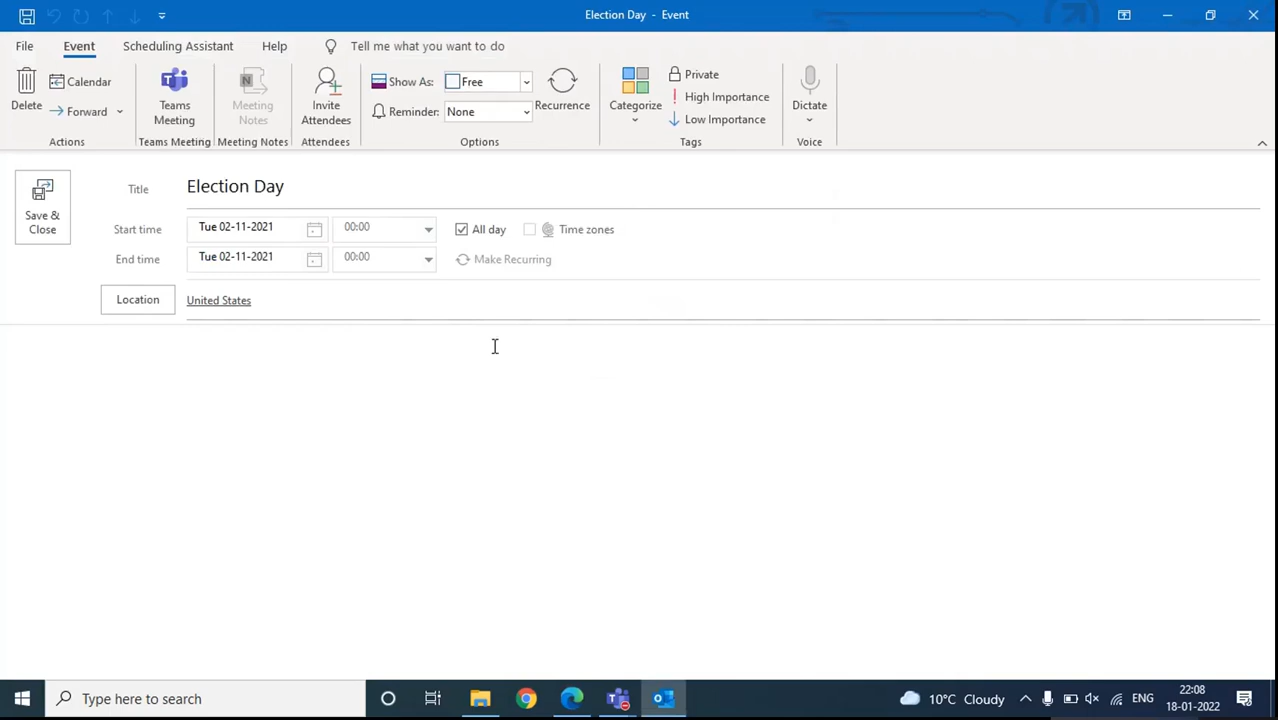 Election Day - Event
File Event Scheduling Assistant Help Tell me what you want to do
Delete
Calendar
Forward
Actions
Teams
Meeting
Teams Meeting
Meeting
Notes
Meeting Notes
Invite
Attendees
Attendees
Show As: Free
Reminder: None
Recurrence
Options
Categorize
Private
High Importance
Low Importance
Tags
Dictate
Voice
Save &
Close
Title Election Day
Start time Tue 02-11-2021 00:00 All day Time zones
End time Tue 02-11-2021 00:00 Make Recurring
Location United States
Type here to search
10°C Cloudy
ENG
22:08
18-01-2022